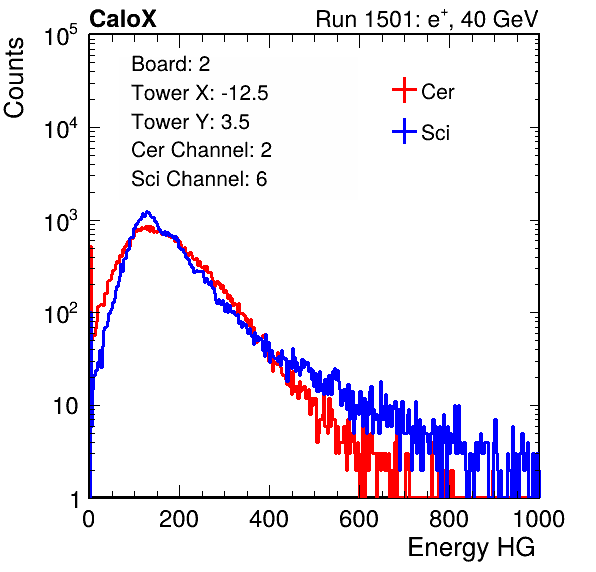 CaloX Run 1501: e⁺, 40 GeV
Counts
Board: 2
Tower X: -12.5
Tower Y: 3.5
Cer Channel: 2
Sci Channel: 6
Cer
Sci
10⁵
10⁴
10³
10²
10
1
0 200 400 600 800 1000
Energy HG